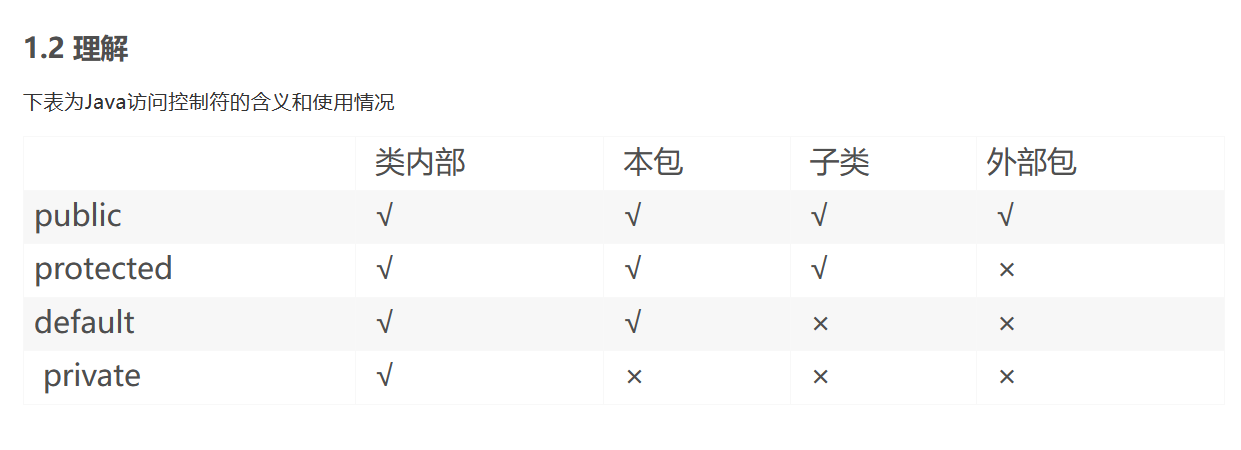 1.2 理解
下表为Java访问控制符的含义和使用情况
类内部 本包 子类 外部包
public √ √ √ √
protected √ √ √ ×
default √ √ × ×
private √ × × ×